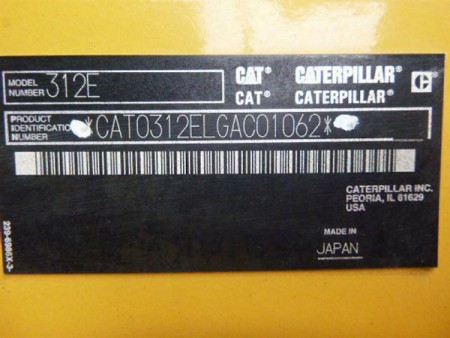 MODEL NUMBER 312E
CAT® CATERPILLAR®
CAT® CATERPILLAR®
PRODUCT IDENTIFICATION NUMBER *CAT0312ELGAC01062*
CATERPILLAR INC.
PEORIA, IL 61629
USA
MADE IN
JAPAN